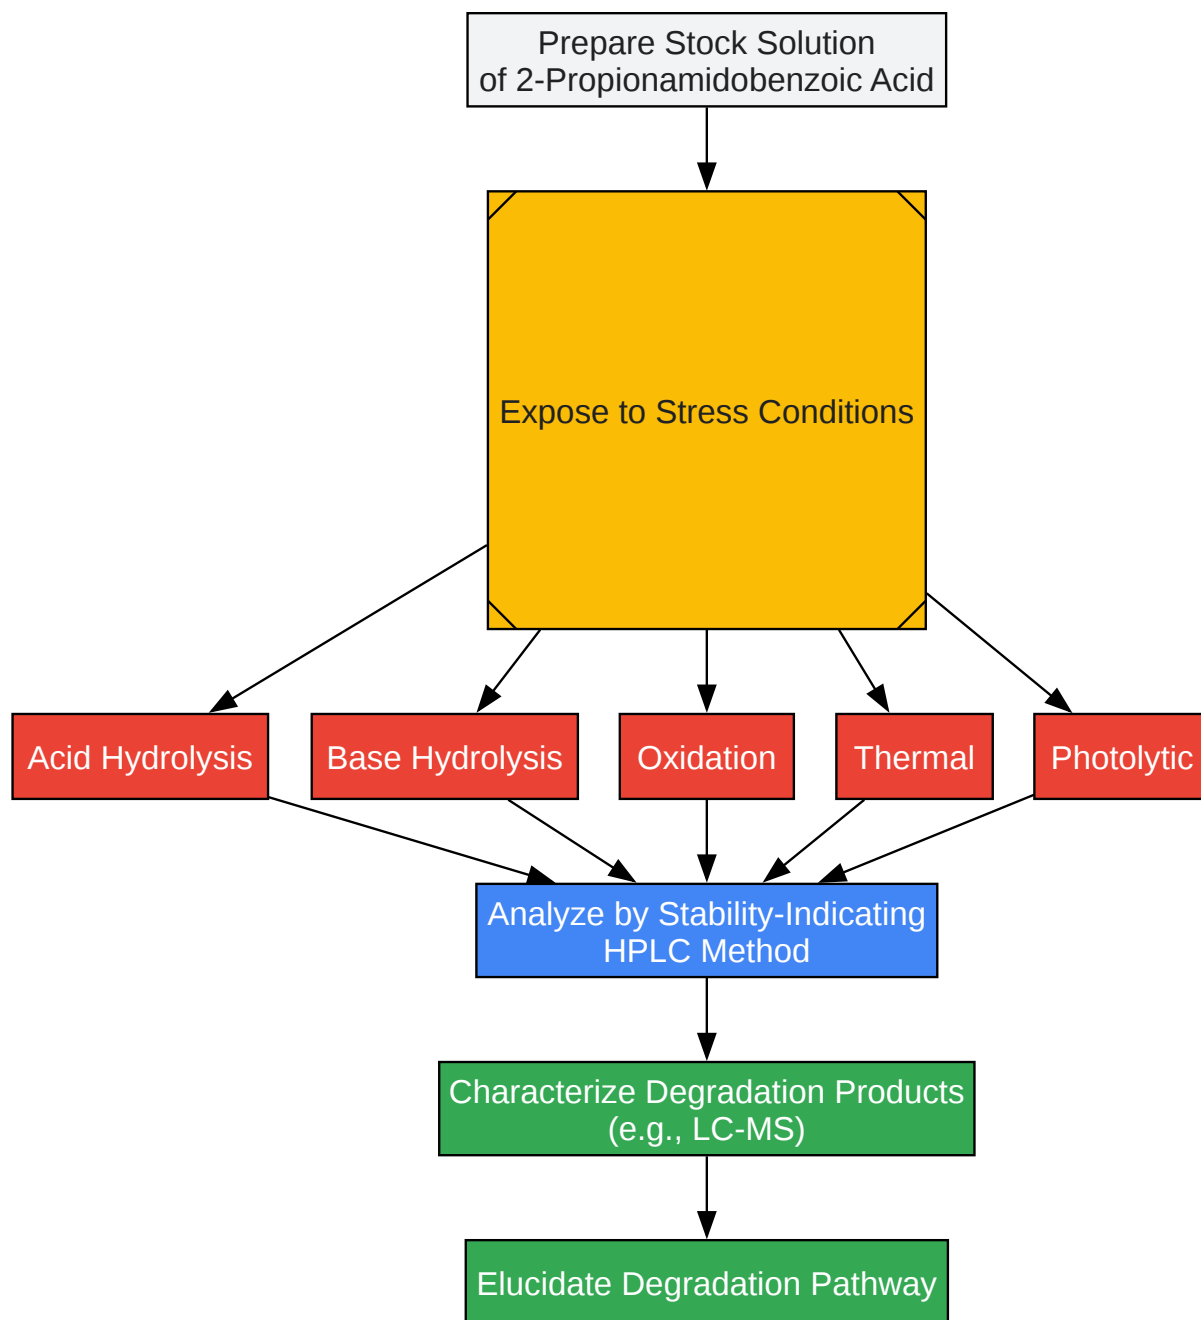 Prepare Stock Solution
of 2-Propionamidobenzoic Acid
Expose to Stress Conditions
Acid Hydrolysis
Base Hydrolysis
Oxidation
Thermal
Photolytic
Analyze by Stability-Indicating
HPLC Method
Characterize Degradation Products
(e.g., LC-MS)
Elucidate Degradation Pathway